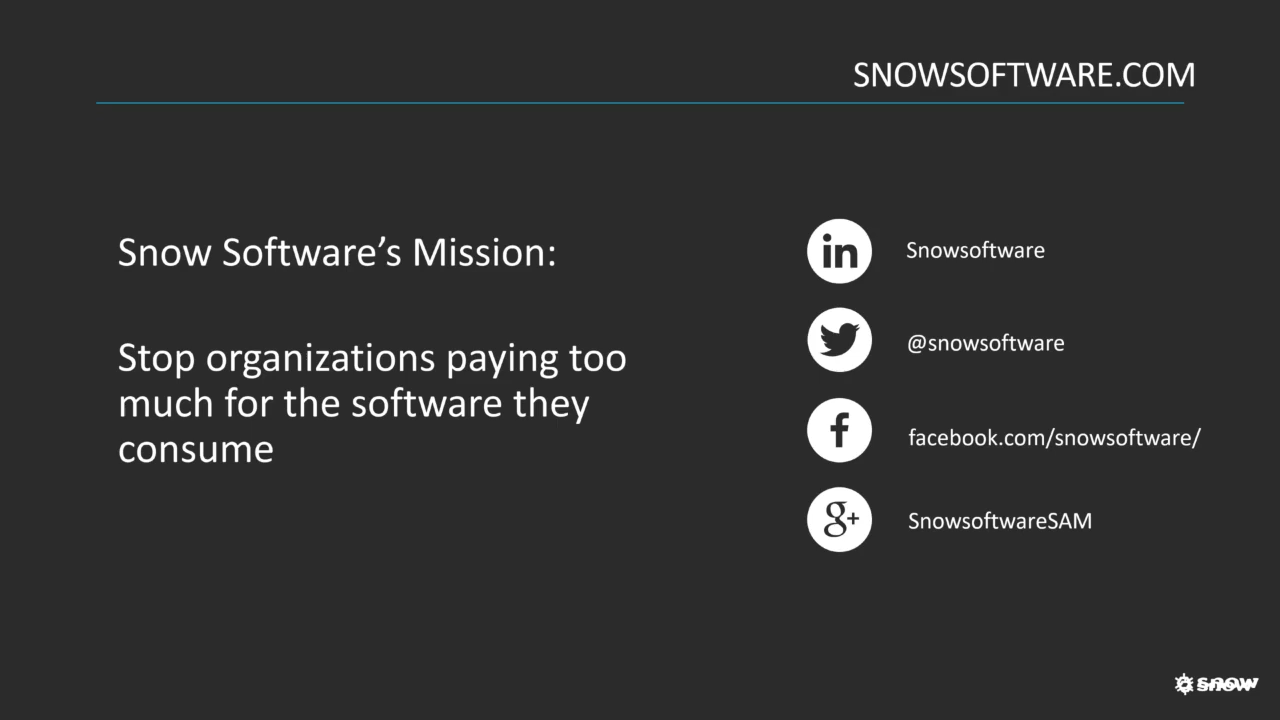 SNOWSOFTWARE.COM
Snow Software’s Mission:
Stop organizations paying too
much for the software they
consume
in Snowsoftware
@snowsoftware
f facebook.com/snowsoftware/
g+ SnowsoftwareSAM
snow